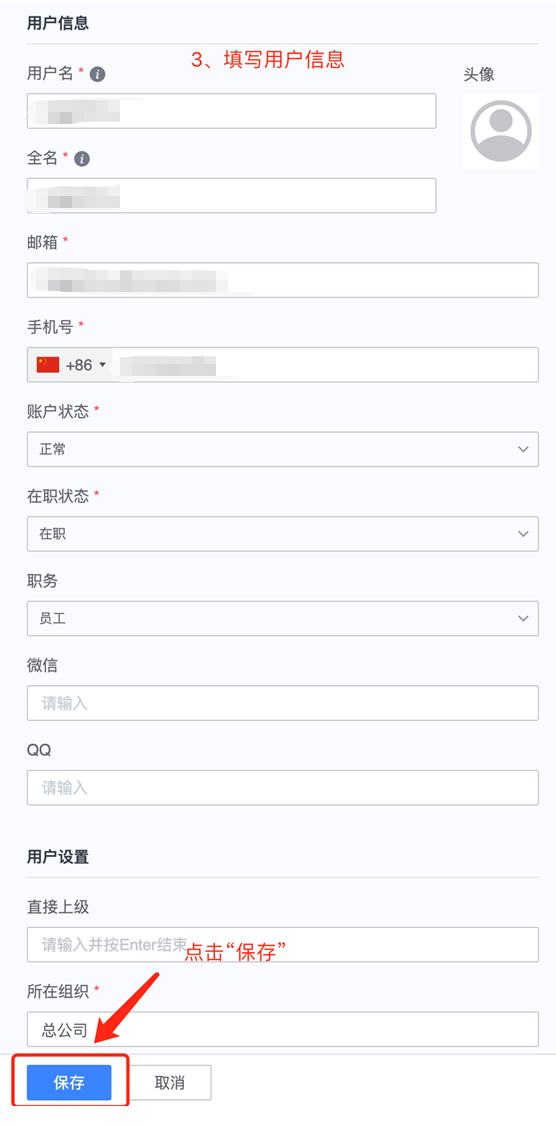 用户信息
3、填写用户信息
用户名 *
头像
全名 *
邮箱 *
手机号 *
+86
账户状态 *
正常
在职状态 *
在职
职务
员工
微信
请输入
QQ
请输入
用户设置
直接上级
请输入并按Enter结束
点击“保存”
所在组织 *
总公司
保存
取消